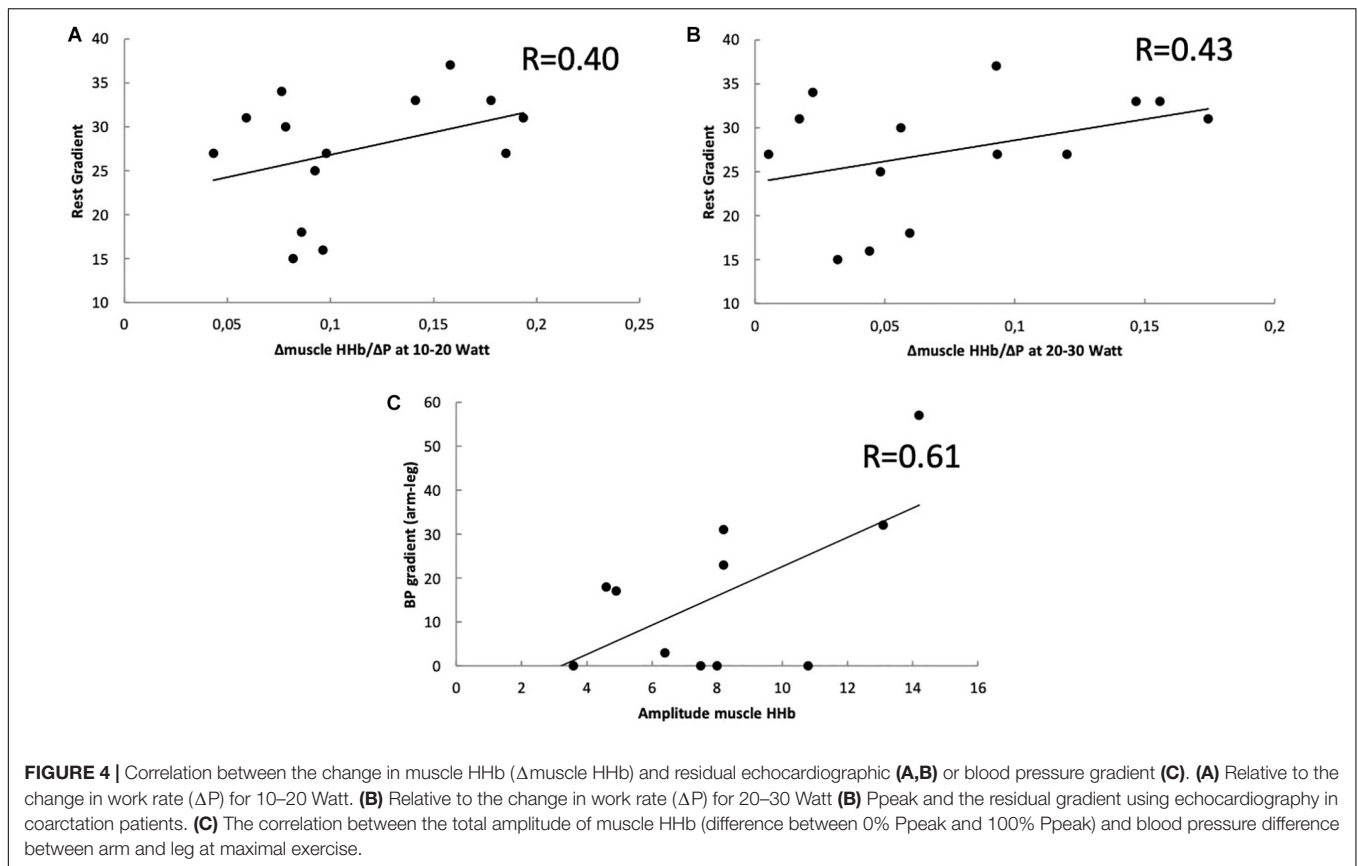 A
R=0.40
40
35
30
25
20
15
10
Rest Gradient
0
0,05
0,1
0,15
0,2
0,25
Δmuscle HHb/ΔP at 10-20 Watt
B
R=0.43
40
35
30
25
20
15
10
Rest Gradient
0
0,05
0,1
0,15
0,2
Δmuscle HHb/ΔP at 20-30 Watt
C
R=0.61
60
50
40
30
20
10
0
BP gradient (arm-leg)
0
2
4
6
8
10
12
14
16
Amplitude muscle HHb
FIGURE 4 | Correlation between the change in muscle HHb (Δmuscle HHb) and residual echocardiographic (A,B) or blood pressure gradient (C). (A) Relative to the
change in work rate (ΔP) for 10–20 Watt. (B) Relative to the change in work rate (ΔP) for 20–30 Watt (B) Ppeak and the residual gradient using echocardiography in
coarctation patients. (C) The correlation between the total amplitude of muscle HHb (difference between 0% Ppeak and 100% Ppeak) and blood pressure difference
between arm and leg at maximal exercise.